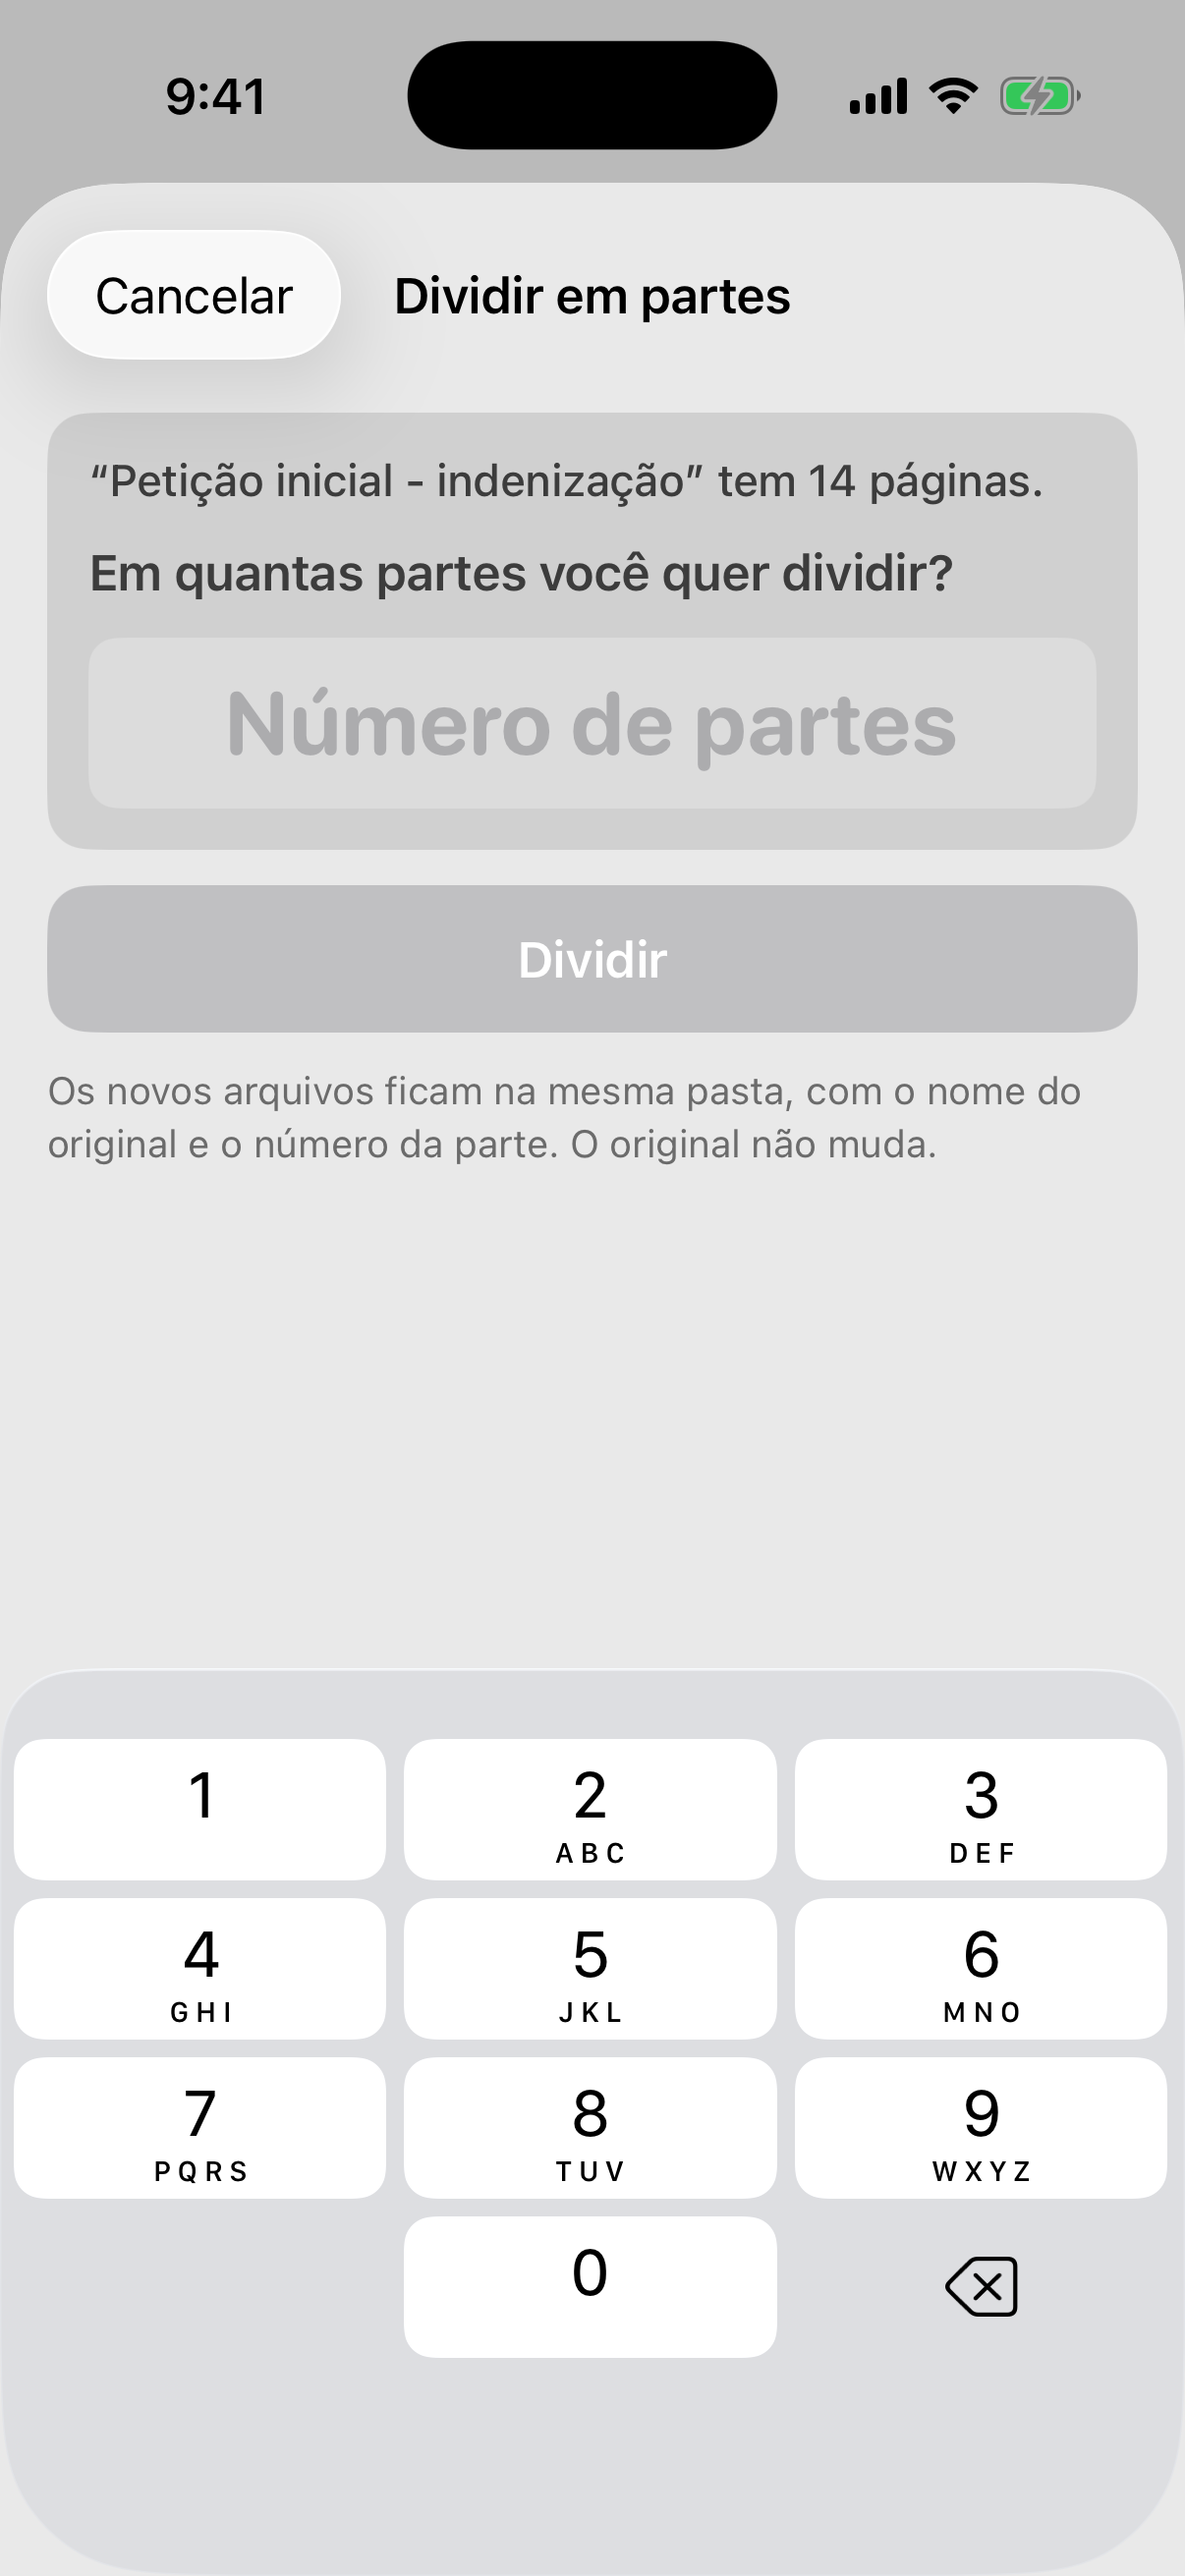 9:41
Cancelar
Dividir em partes
“Petição inicial - indenização” tem 14 páginas.
Em quantas partes você quer dividir?
Número de partes
Dividir
Os novos arquivos ficam na mesma pasta, com o nome do
original e o número da parte. O original não muda.
1
2
ABC
3
DEF
4
GHI
5
JKL
6
MNO
7
PQRS
8
TUV
9
WXYZ
0